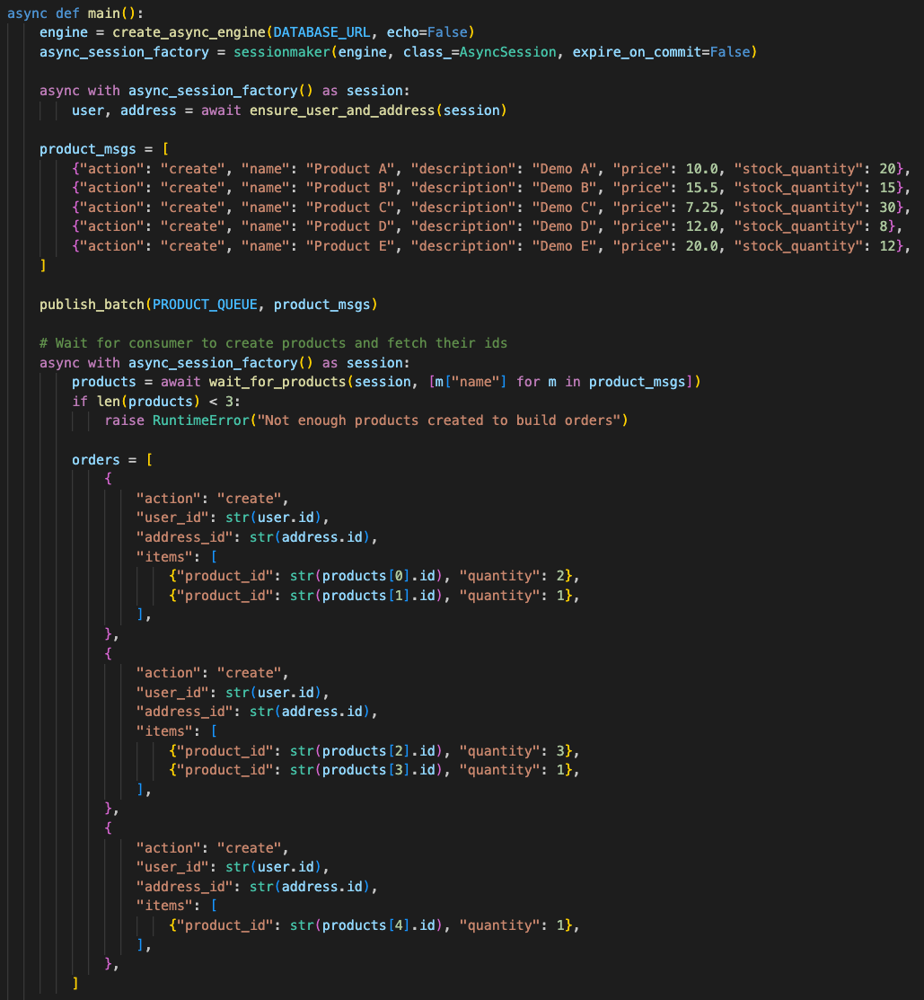 async def main():
    engine = create_async_engine(DATABASE_URL, echo=False)
    async_session_factory = sessionmaker(engine, class_=AsyncSession, expire_on_commit=False)

    async with async_session_factory() as session:
        user, address = await ensure_user_and_address(session)

    product_msgs = [
        {"action": "create", "name": "Product A", "description": "Demo A", "price": 10.0, "stock_quantity": 20},
        {"action": "create", "name": "Product B", "description": "Demo B", "price": 15.5, "stock_quantity": 15},
        {"action": "create", "name": "Product C", "description": "Demo C", "price": 7.25, "stock_quantity": 30},
        {"action": "create", "name": "Product D", "description": "Demo D", "price": 12.0, "stock_quantity": 8},
        {"action": "create", "name": "Product E", "description": "Demo E", "price": 20.0, "stock_quantity": 12},
    ]

    publish_batch(PRODUCT_QUEUE, product_msgs)

    # Wait for consumer to create products and fetch their ids
    async with async_session_factory() as session:
        products = await wait_for_products(session, [m["name"] for m in product_msgs])
        if len(products) < 3:
            raise RuntimeError("Not enough products created to build orders")

        orders = [
            {
                "action": "create",
                "user_id": str(user.id),
                "address_id": str(address.id),
                "items": [
                    {"product_id": str(products[0].id), "quantity": 2},
                    {"product_id": str(products[1].id), "quantity": 1},
                ],
            },
            {
                "action": "create",
                "user_id": str(user.id),
                "address_id": str(address.id),
                "items": [
                    {"product_id": str(products[2].id), "quantity": 3},
                    {"product_id": str(products[3].id), "quantity": 1},
                ],
            },
            {
                "action": "create",
                "user_id": str(user.id),
                "address_id": str(address.id),
                "items": [
                    {"product_id": str(products[4].id), "quantity": 1},
                ],
            },
        ]